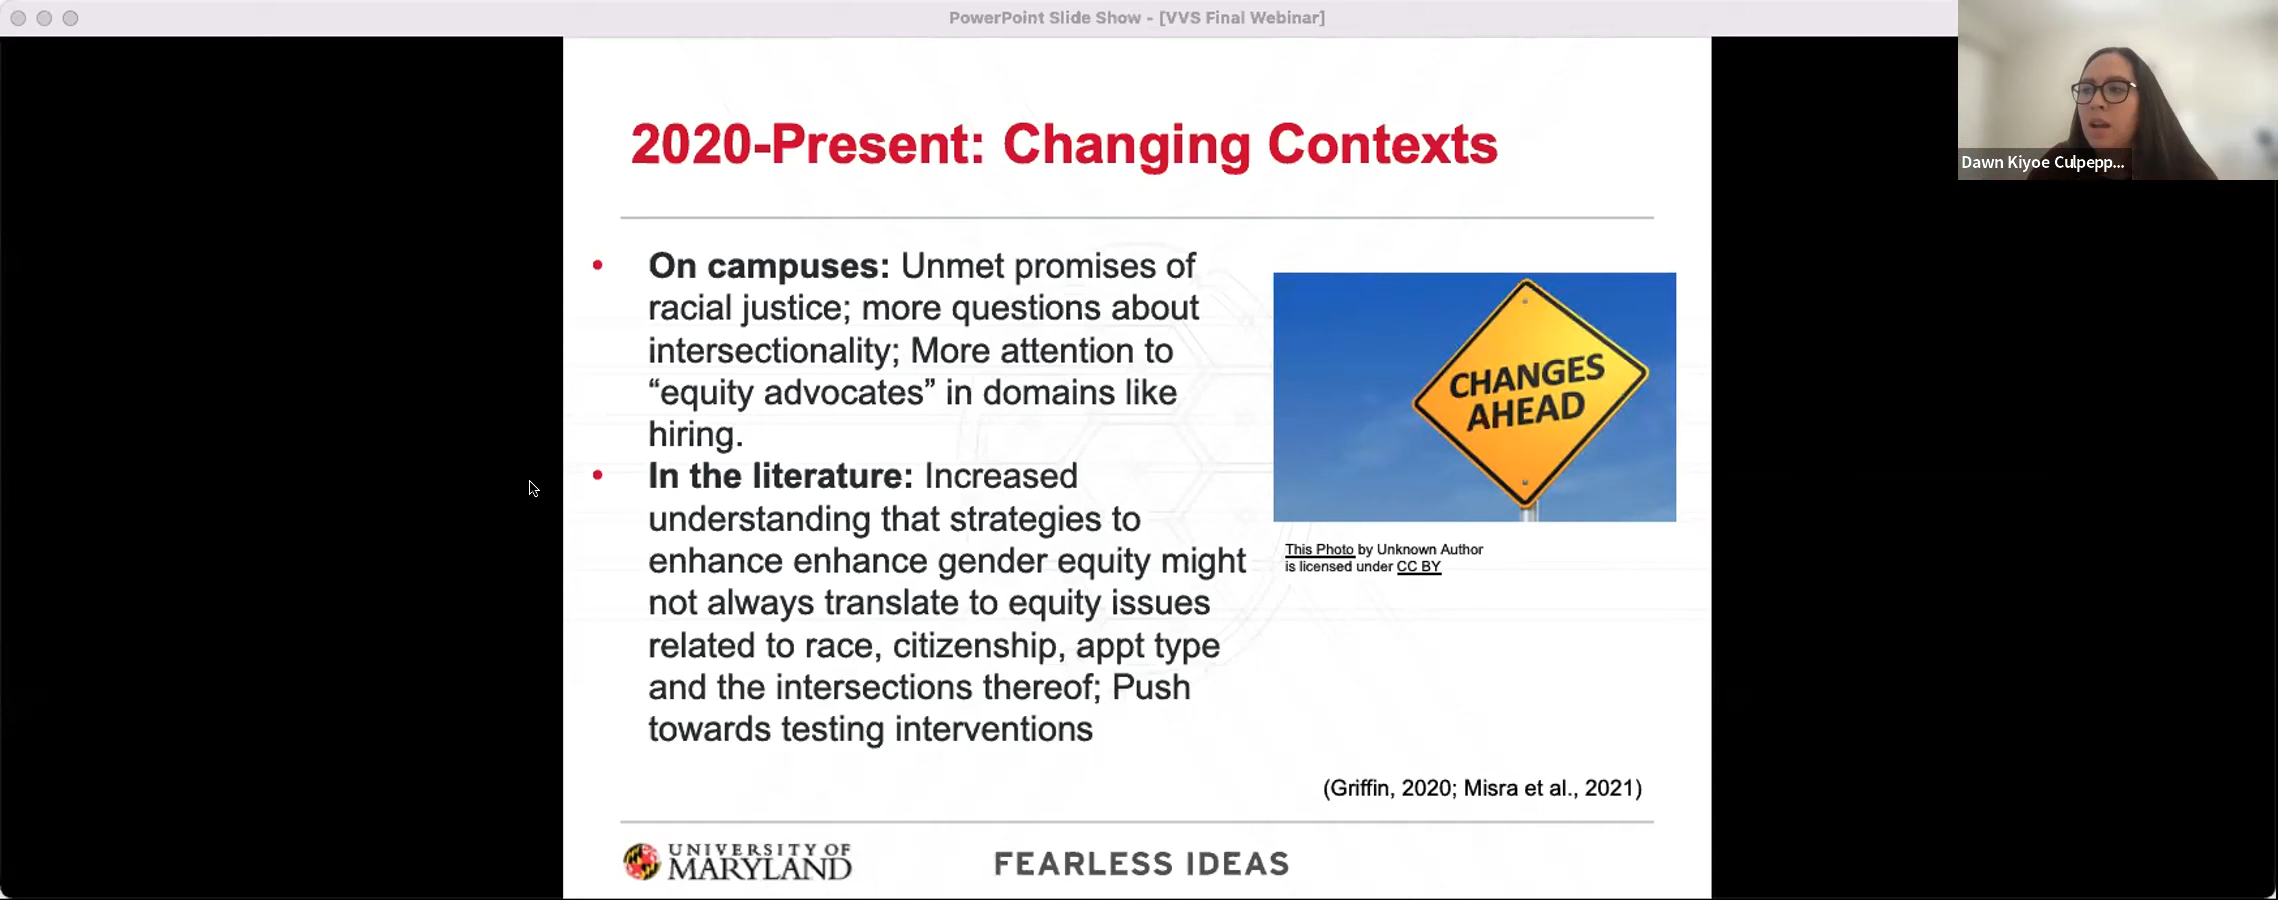 PowerPoint Slide Show - [VVS Final Webinar]
Dawn Kiyoe Culpepp...
2020-Present: Changing Contexts
• On campuses: Unmet promises of
racial justice; more questions about
intersectionality; More attention to
“equity advocates” in domains like
hiring.
• In the literature: Increased
understanding that strategies to
enhance enhance gender equity might
not always translate to equity issues
related to race, citizenship, appt type
and the intersections thereof; Push
towards testing interventions
CHANGES
AHEAD
This Photo by Unknown Author
is licensed under CC BY
(Griffin, 2020; Misra et al., 2021)
UNIVERSITY OF
MARYLAND
FEARLESS IDEAS